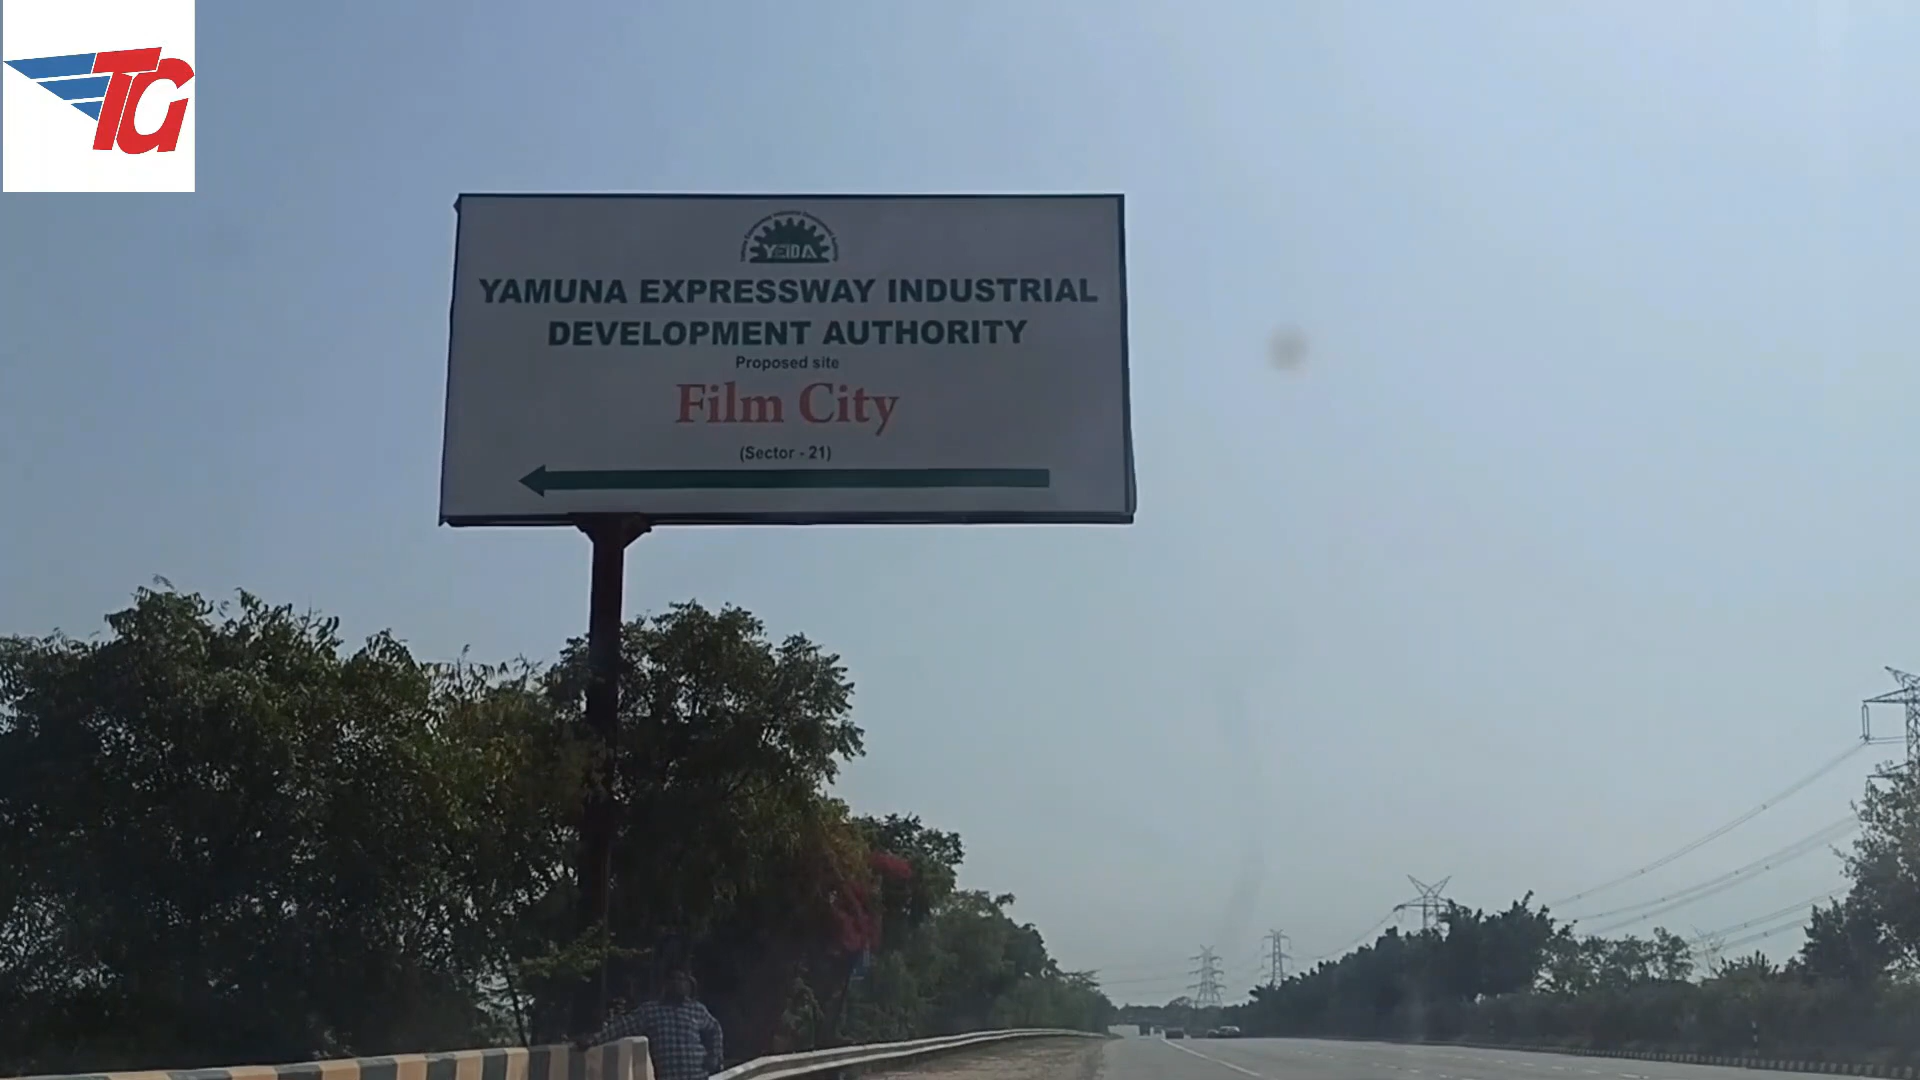 TG
YEIDA
YAMUNA EXPRESSWAY INDUSTRIAL
DEVELOPMENT AUTHORITY
Proposed site
Film City
(Sector - 21)